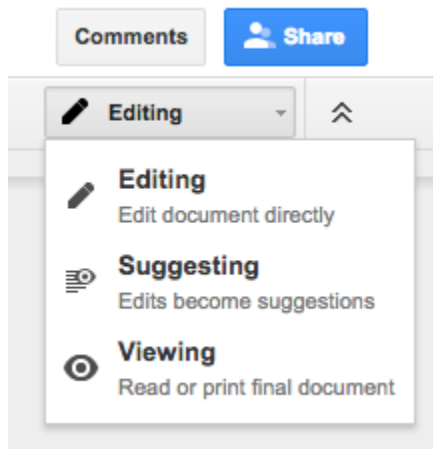 Comments Share
Editing
Editing
Edit document directly
Suggesting
Edits become suggestions
Viewing
Read or print final document